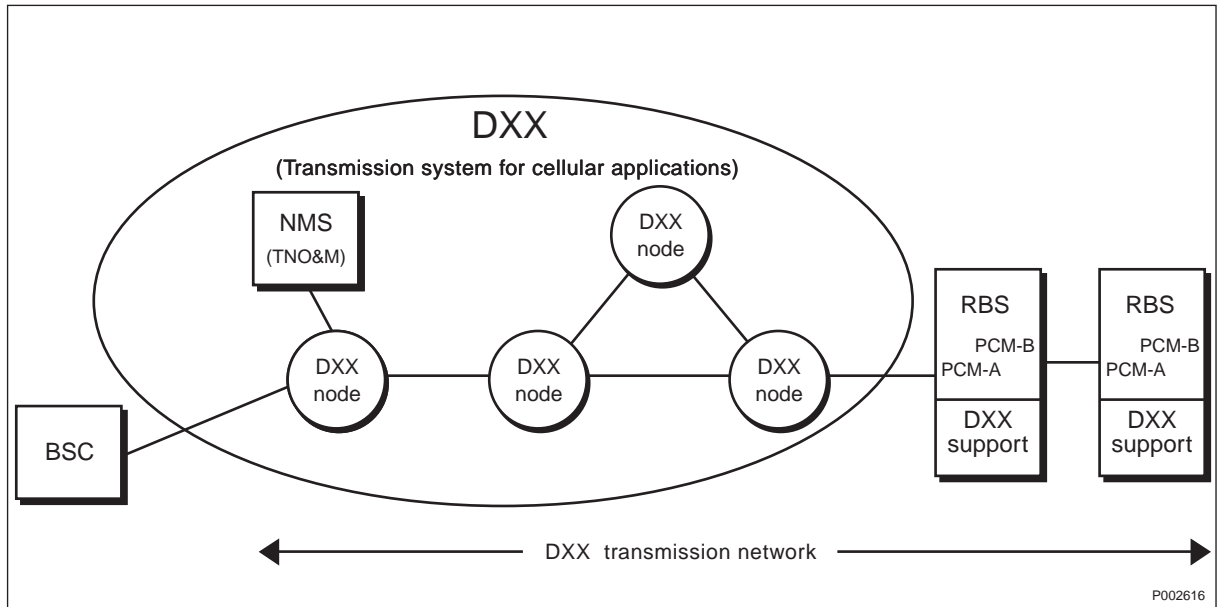 DXX
(Transmission system for cellular applications)
NMS
(TNO&M)
DXX
node
DXX
node
DXX
node
DXX
node
BSC
RBS
PCM-B
PCM-A
DXX
support
RBS
PCM-B
PCM-A
DXX
support
DXX transmission network
P002616